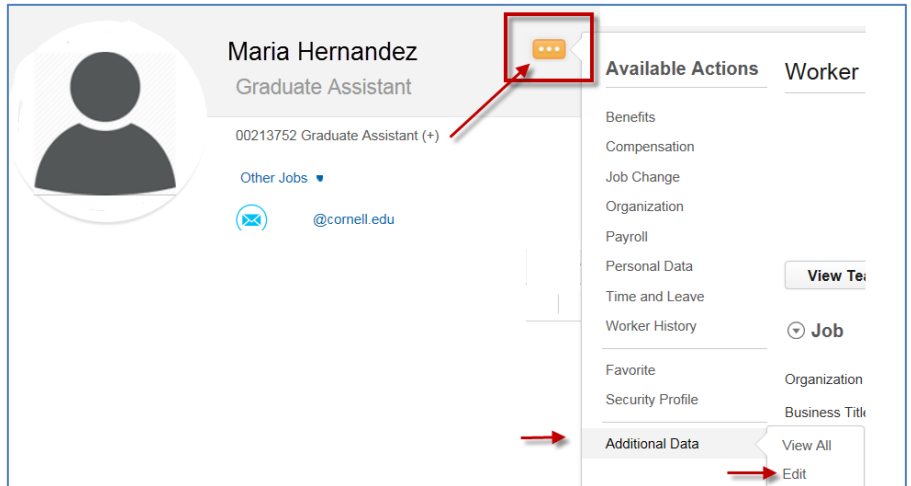 Maria Hernandez
Graduate Assistant
00213752 Graduate Assistant (+)
Other Jobs
@cornell.edu
Available Actions
Benefits
Compensation
Job Change
Organization
Payroll
Personal Data
Time and Leave
Worker History
Favorite
Security Profile
Additional Data
Worker
View Tea
Job
Organization
Business Title
View All
Edit